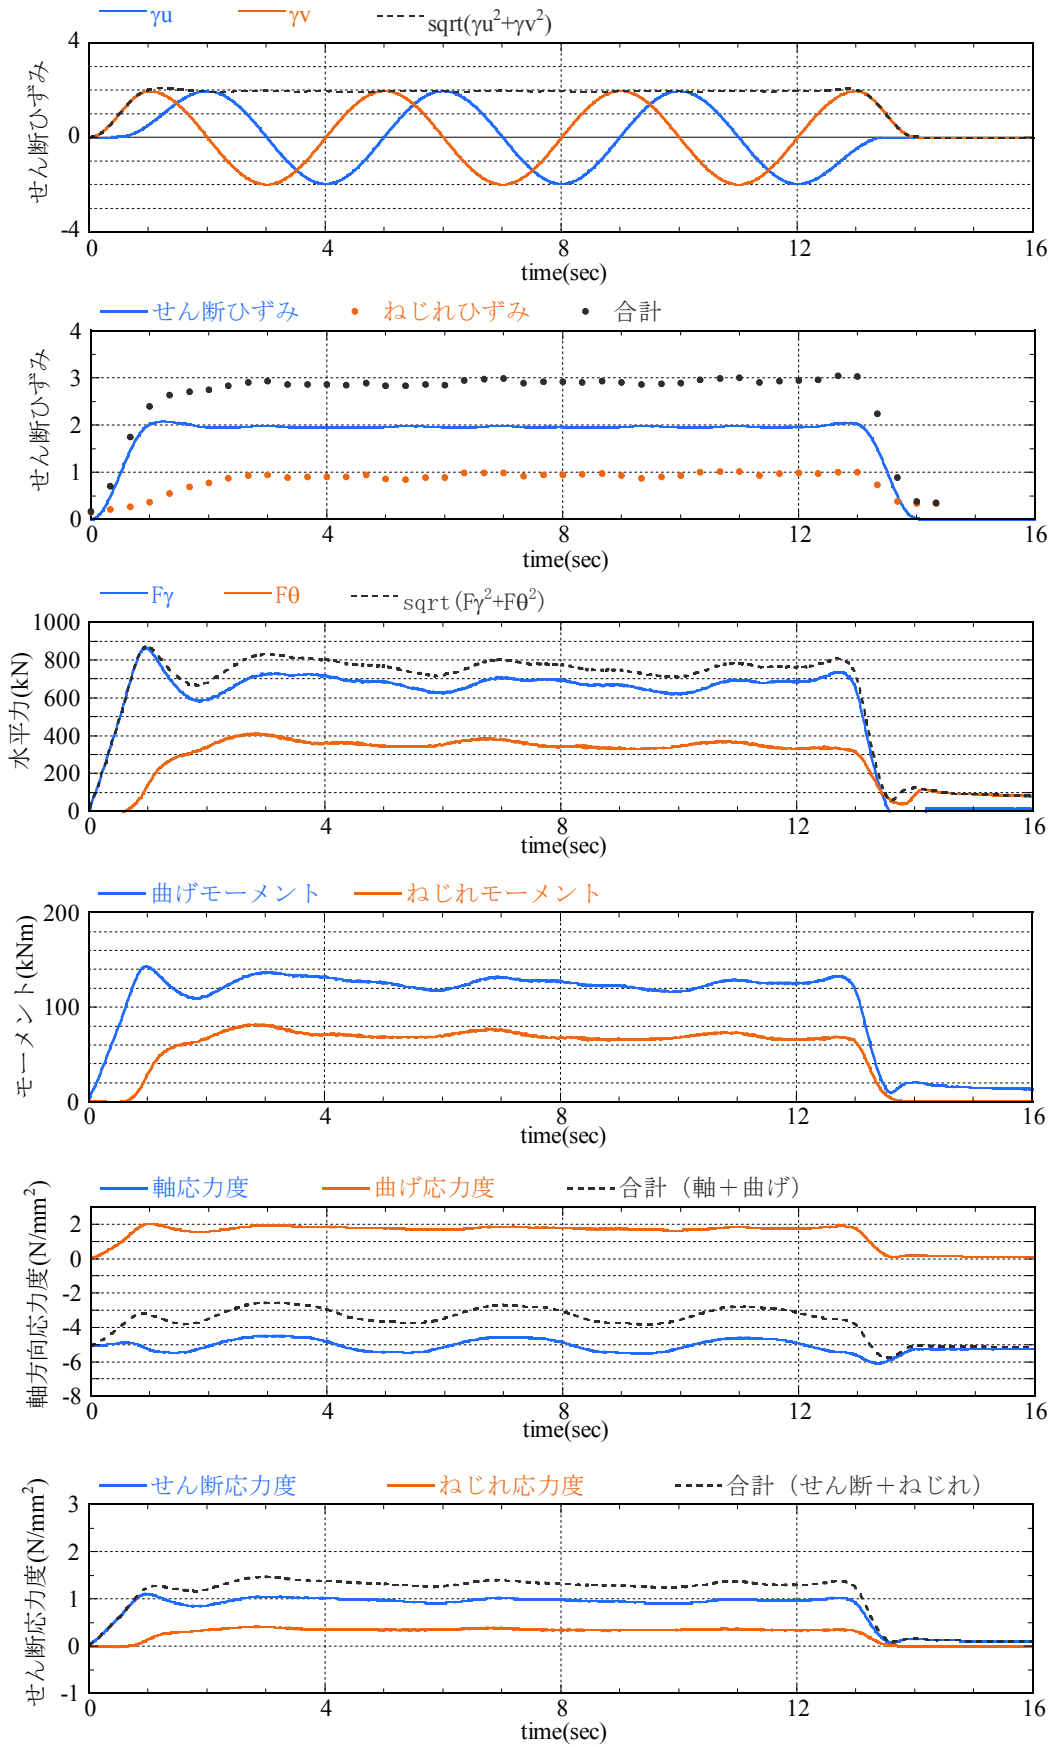 γu γv sqrt(γu²+γv²)
せん断ひずみ
4
0
-4
0 4 8 12 16
time(sec)
せん断ひずみ ねじれひずみ 合計
せん断ひずみ
4
3
2
1
0
0 4 8 12 16
time(sec)
Fγ Fθ sqrt(Fγ²+Fθ²)
水平力(kN)
1000
800
600
400
200
0
0 4 8 12 16
time(sec)
曲げモーメント ねじれモーメント
モーメント(kNm)
200
100
0
0 4 8 12 16
time(sec)
軸応力度 曲げ応力度 合計（軸＋曲げ）
軸方向応力度(N/mm²)
2
0
-2
-4
-6
-8
0 4 8 12 16
time(sec)
せん断応力度 ねじれ応力度 合計（せん断＋ねじれ）
せん断応力度(N/mm²)
3
2
1
0
-1
0 4 8 12 16
time(sec)